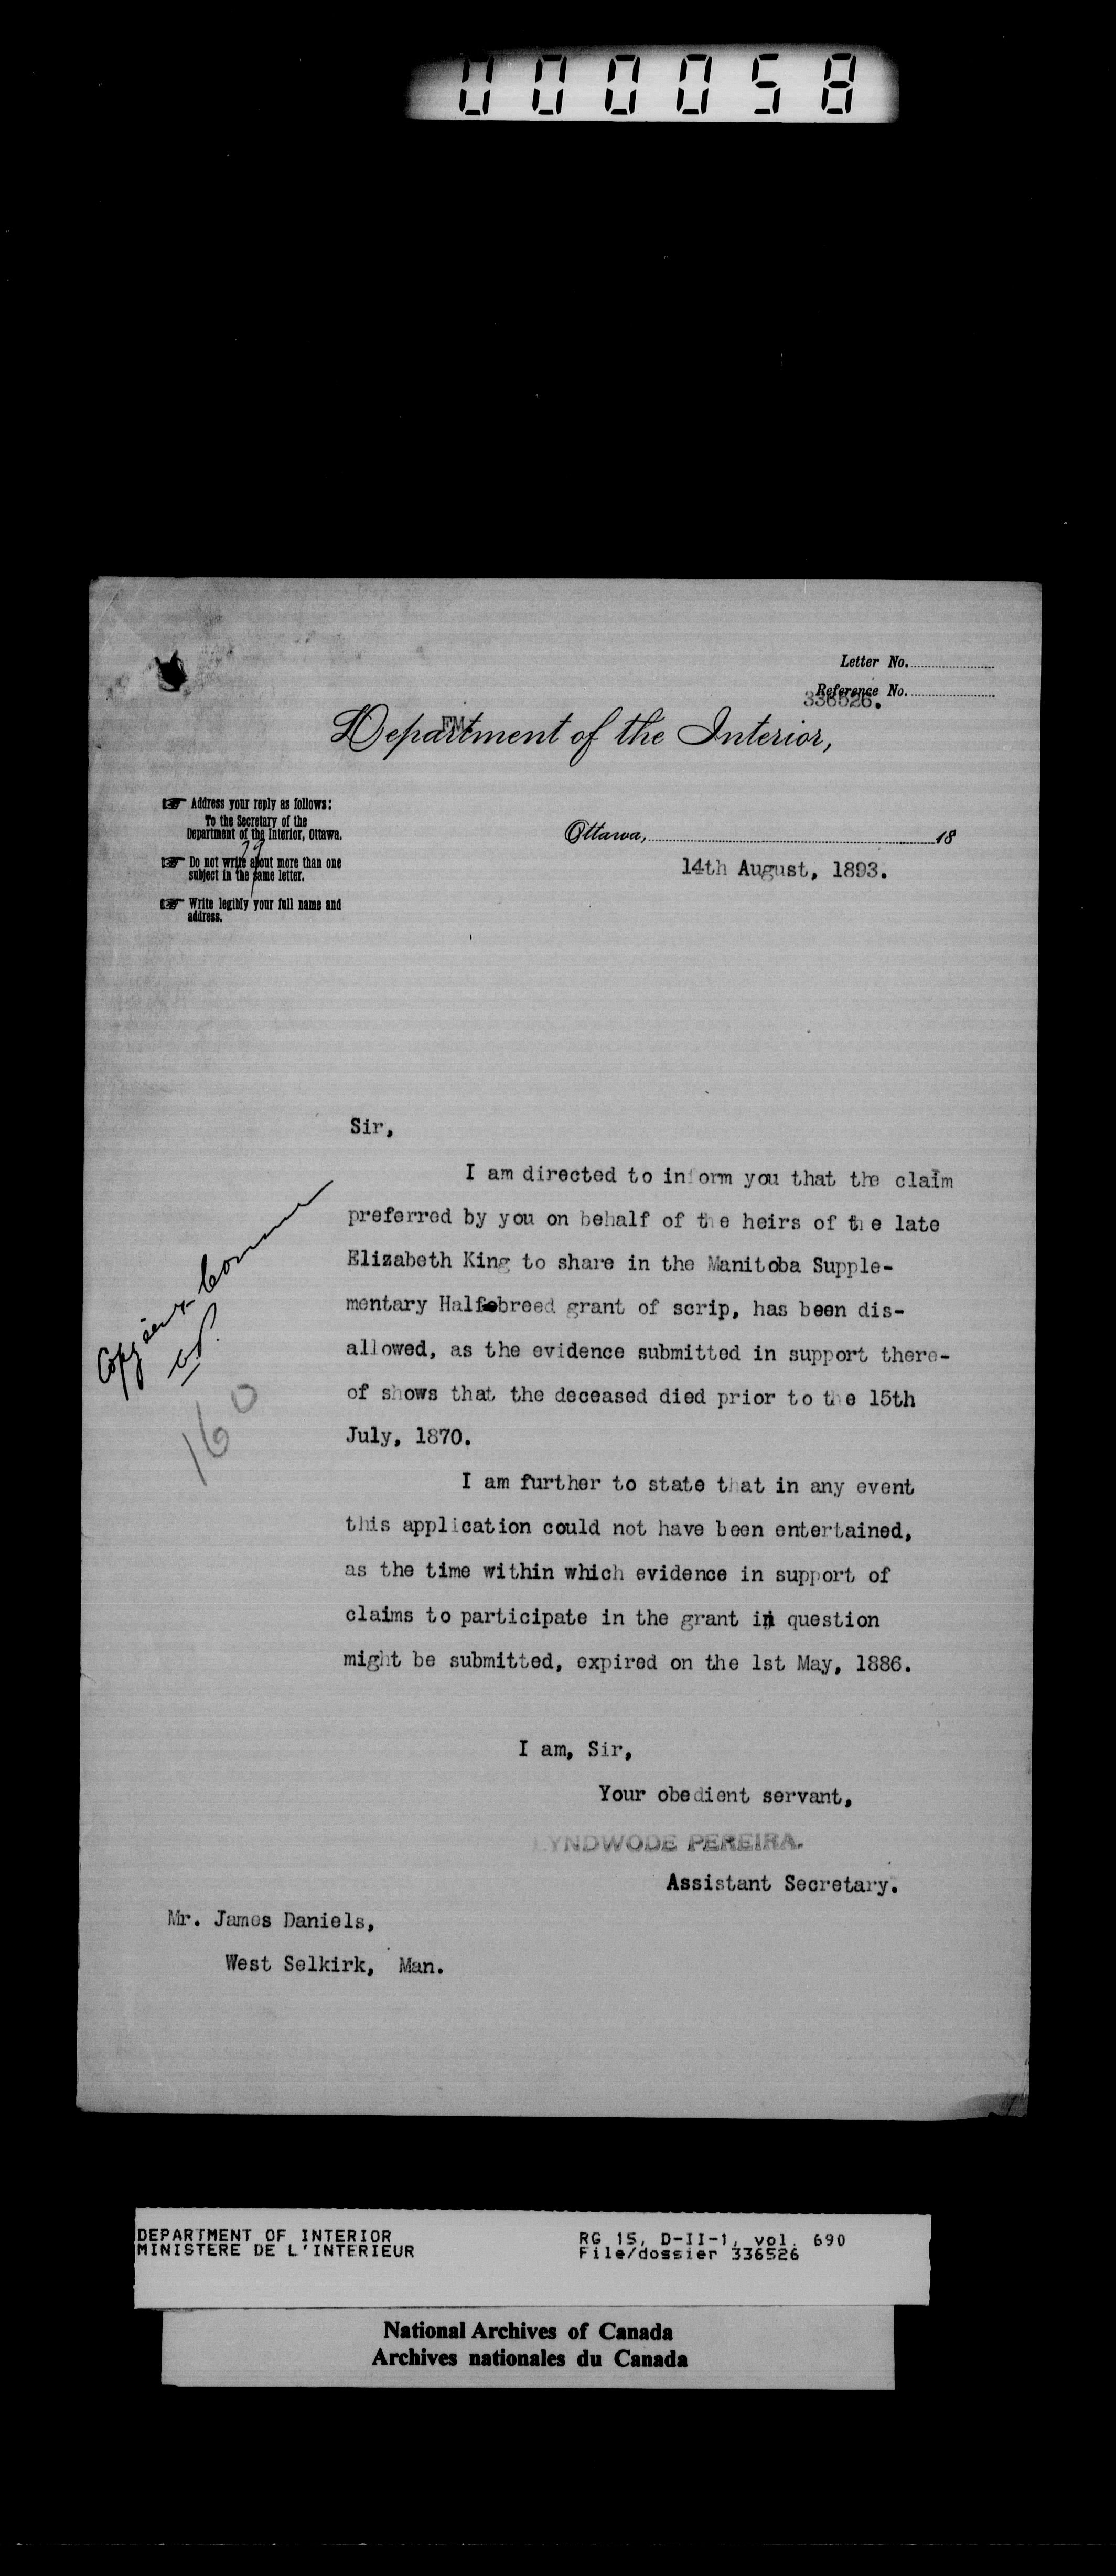 000058
Letter No.
Reference No.
336526.
Department of the Interior,
FM.
Address your reply as follows:
To the Secretary of the
Department of the Interior, Ottawa.
Do not write about more than one
subject in the same letter.
Write legibly your full name and
address.
Ottawa, 18
14th August, 1893.
Sir,
I am directed to inform you that the claim
preferred by you on behalf of the heirs of the late
Elizabeth King to share in the Manitoba Supple-
mentary Halfebreed grant of scrip, has been dis-
allowed, as the evidence submitted in support there-
of shows that the deceased died prior to the 15th
July, 1870.
I am further to state that in any event
this application could not have been entertained,
as the time within which evidence in support of
claims to participate in the grant in question
might be submitted, expired on the 1st May, 1886.
Copy sent
160
I am, Sir,
Your obedient servant,
LYNDWODE PEREIRA.
Assistant Secretary.
Mr. James Daniels,
West Selkirk, Man.
DEPARTMENT OF INTERIOR
MINISTERE DE L'INTERIEUR
RG 15, D-II-1, vol. 690
File/dossier 336526
National Archives of Canada
Archives nationales du Canada